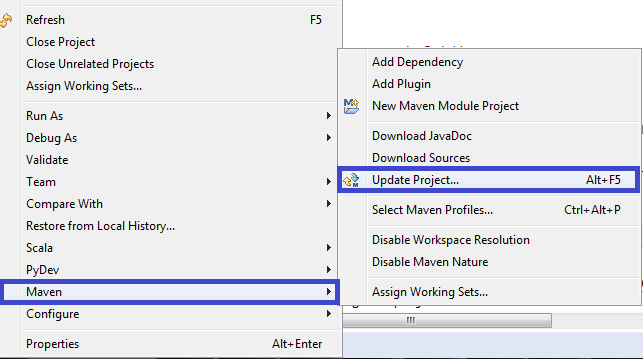 Refresh F5
Close Project
Close Unrelated Projects
Assign Working Sets...
Run As
Debug As
Validate
Team
Compare With
Restore from Local History...
Scala
PyDev
Maven
Configure
Properties Alt+Enter
Add Dependency
Add Plugin
New Maven Module Project
Download JavaDoc
Download Sources
Update Project... Alt+F5
Select Maven Profiles... Ctrl+Alt+P
Disable Workspace Resolution
Disable Maven Nature
Assign Working Sets...